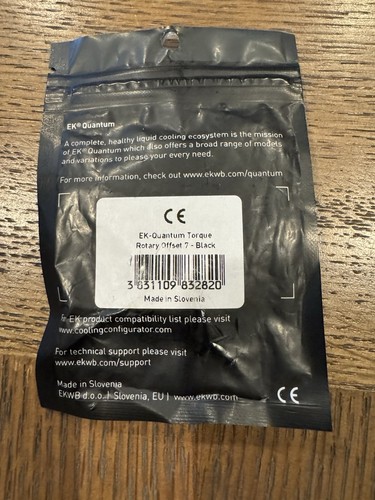 EK® Quantum
A complete, healthy liquid cooling ecosystem is the mission
of EK® Quantum which also offers a broad range of models
and variations to please your every need.
For more information, check out www.ekwb.com/quantum
CE
EK-Quantum Torque
Rotary Offset 7 - Black
3 831109 832820
Made in Slovenia
For EK product compatibility list please visit
www.coolingconfigurator.com
For technical support please visit
www.ekwb.com/support
Made in Slovenia
EKWB d.o.o. | Slovenia, EU | www.ekwb.com
CE